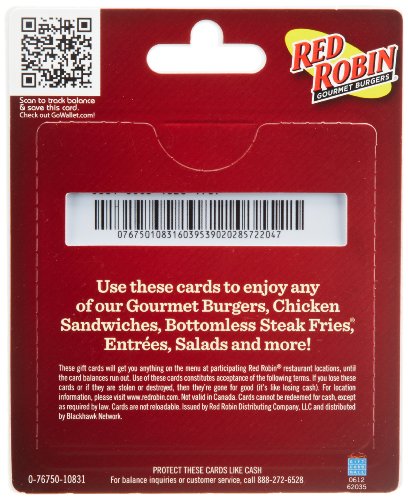 Scan to track balance
& save this card.
Check out GoWallet.com!
RED
ROBIN
GOURMET BURGERS
07675010831603953902028572 2047
Use these cards to enjoy any
of our Gourmet Burgers, Chicken
Sandwiches, Bottomless Steak Fries,®
Entrées, Salads and more!
These gift cards will get you anything on the menu at participating Red Robin® restaurant locations, until
the card balances run out. Use of these cards constitutes acceptance of the following terms. If you lose these
cards or if they are stolen or destroyed, then they're gone for good (it's like losing cash). For location
information, please visit www.redrobin.com. Not valid in Canada. Cards cannot be redeemed for cash, except
as required by law. Cards are not reloadable. Issued by Red Robin Distributing Company, LLC and distributed
by Blackhawk Network.
PROTECT THESE CARDS LIKE CASH
0-76750-10831
For balance inquiries or customer service, call 888-272-6528
GIFT
CARD
MALL
0612
62035